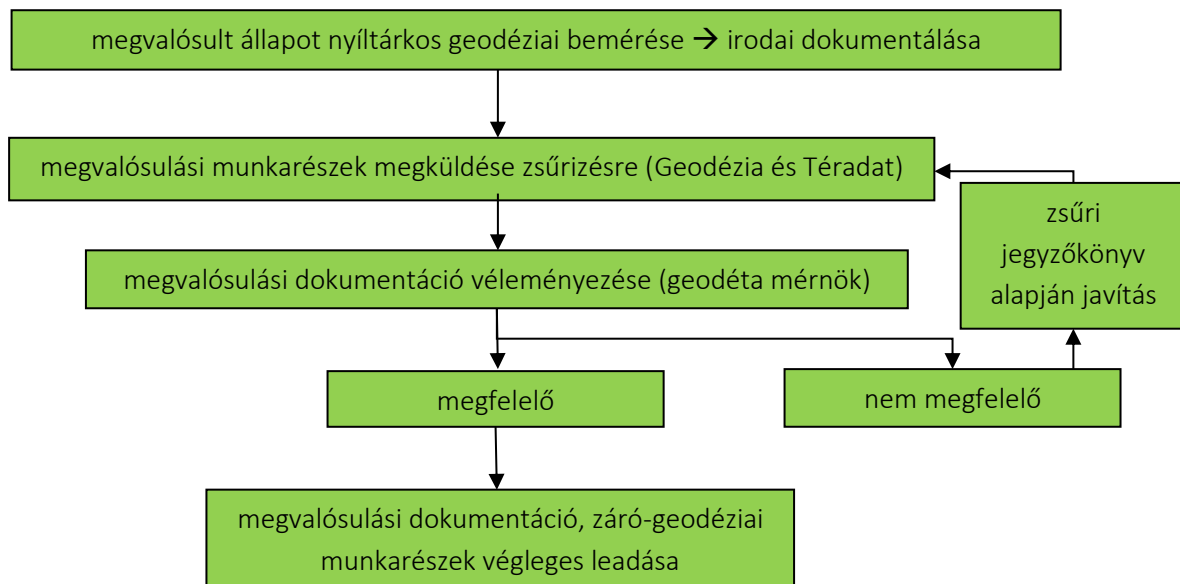 megvalósult állapot nyíltárkos geodéziai bemérése → irodai dokumentálása
megvalósulási munkarészek megküldése zsűrizésre (Geodézia és Téradat)
zsűri
jegyzőkönyv
alapján javítás
megvalósulási dokumentáció véleményezése (geodéta mérnök)
megfelelő
nem megfelelő
megvalósulási dokumentáció, záró-geodéziai
munkarészek végleges leadása